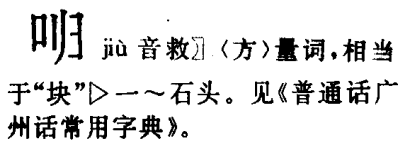 jiù 音救〗〈方〉量词,相当
于“块”▷一～石头。见《普通话广
州话常用字典》。